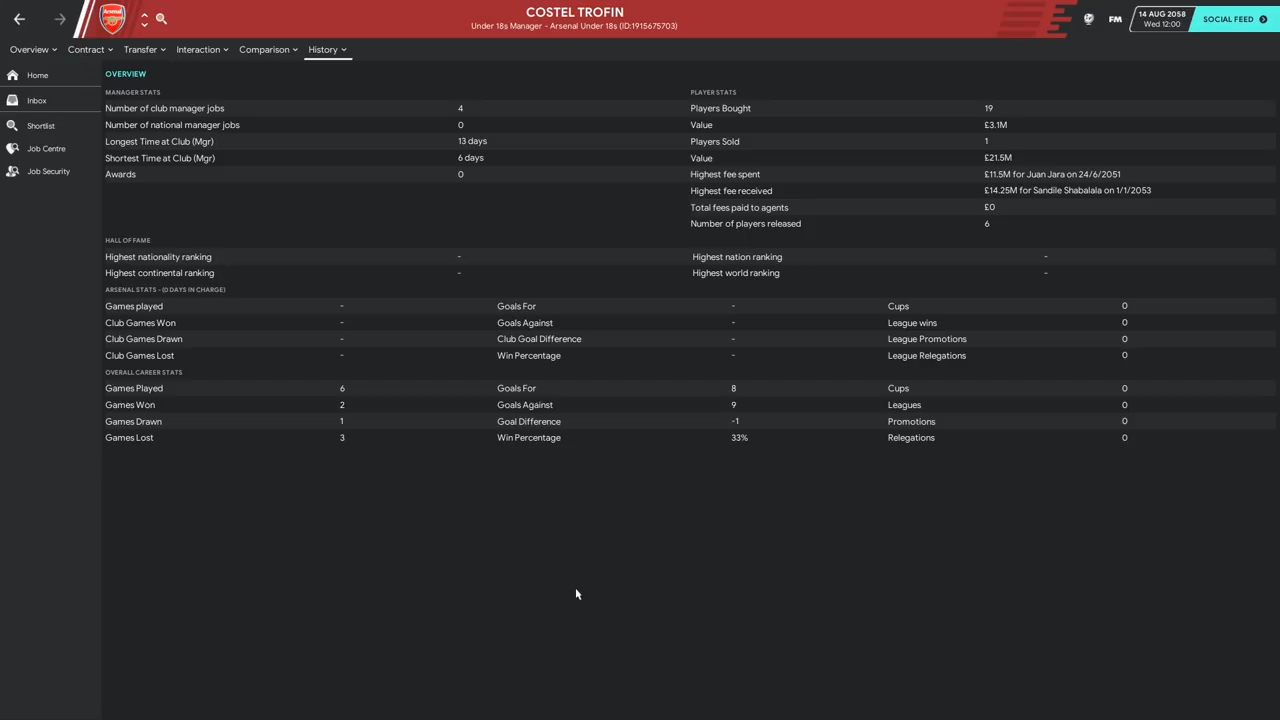 COSTEL TROFIN
Under 18s Manager - Arsenal Under 18s (ID:1915675703)
FM
14 AUG 2058
Wed 12:00
SOCIAL FEED
Overview Contract Transfer Interaction Comparison History
Home
Inbox
Shortlist
Job Centre
Job Security
OVERVIEW
MANAGER STATS
Number of club manager jobs 4
Number of national manager jobs 0
Longest Time at Club (Mgr) 13 days
Shortest Time at Club (Mgr) 6 days
Awards 0
PLAYER STATS
Players Bought 19
Value £3.1M
Players Sold 1
Value £21.5M
Highest fee spent £11.5M for Juan Jara on 24/6/2051
Highest fee received £14.25M for Sandile Shabalala on 1/1/2053
Total fees paid to agents £0
Number of players released 6
HALL OF FAME
Highest nationality ranking - Highest nation ranking -
Highest continental ranking - Highest world ranking -
ARSENAL STATS - (0 DAYS IN CHARGE)
Games played - Goals For - Cups 0
Club Games Won - Goals Against - League wins 0
Club Games Drawn - Club Goal Difference - League Promotions 0
Club Games Lost - Win Percentage - League Relegations 0
OVERALL CAREER STATS
Games Played 6 Goals For 8 Cups 0
Games Won 2 Goals Against 9 Leagues 0
Games Drawn 1 Goal Difference -1 Promotions 0
Games Lost 3 Win Percentage 33% Relegations 0